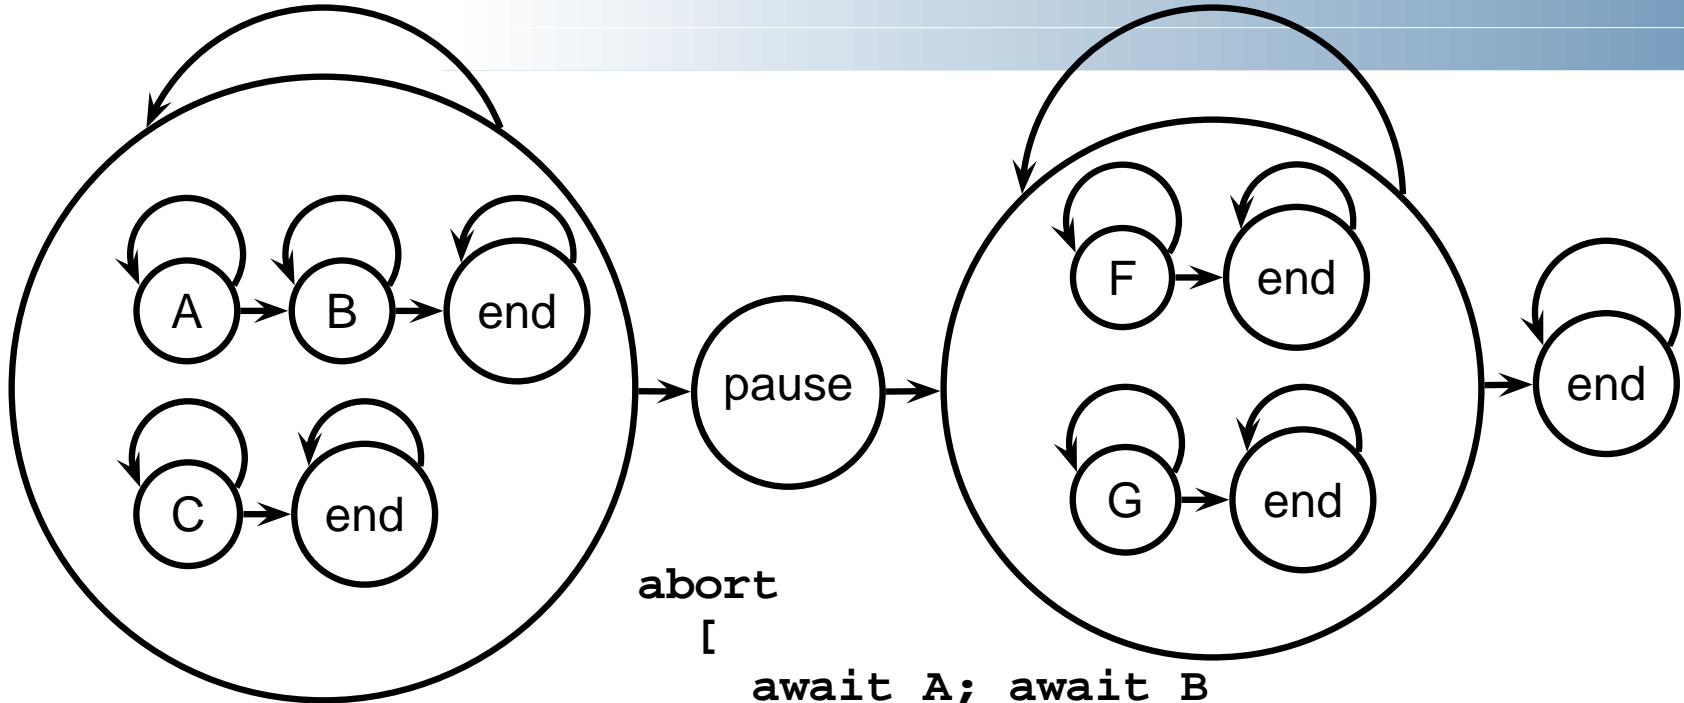 A B end
C end
pause
F end
G end
end
abort
[
await A; await B